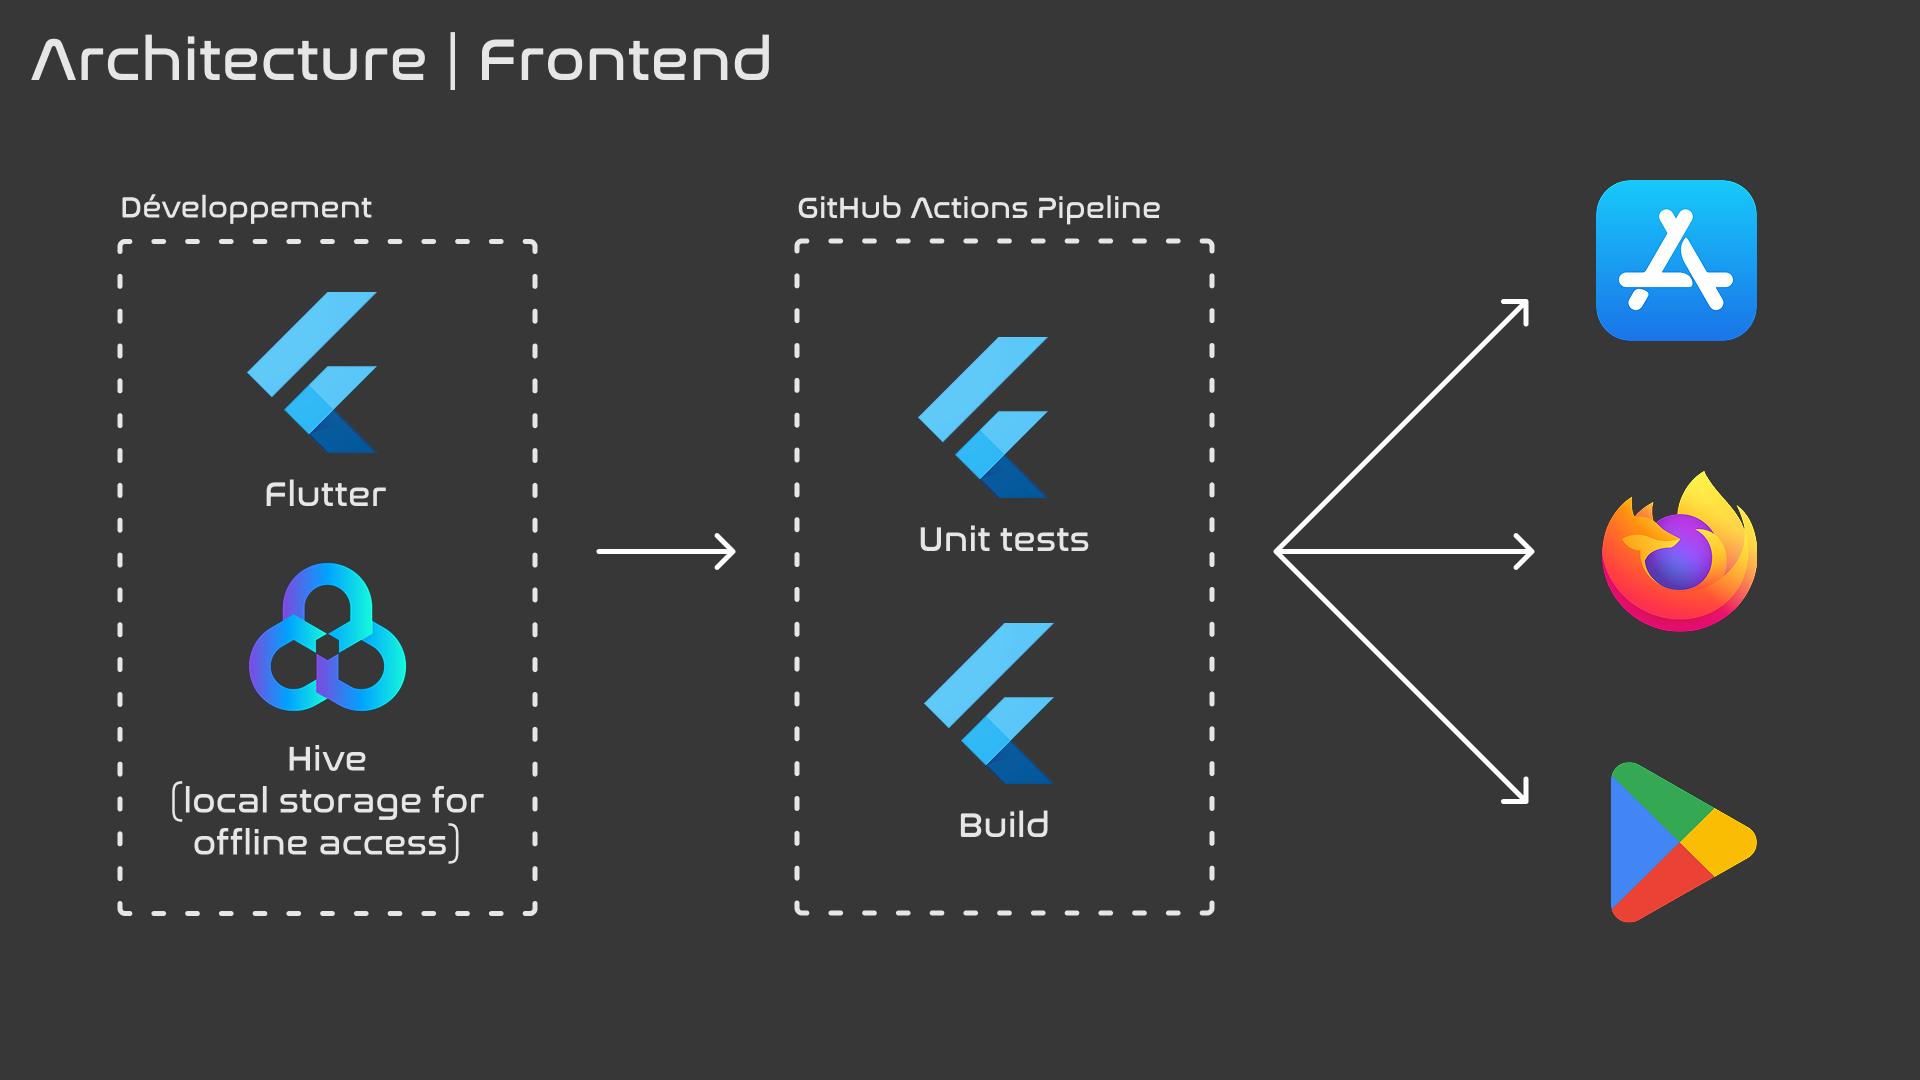 Architecture | Frontend
Développement
GitHub Actions Pipeline
Flutter
Unit tests
Hive
(local storage for
offline access)
Build